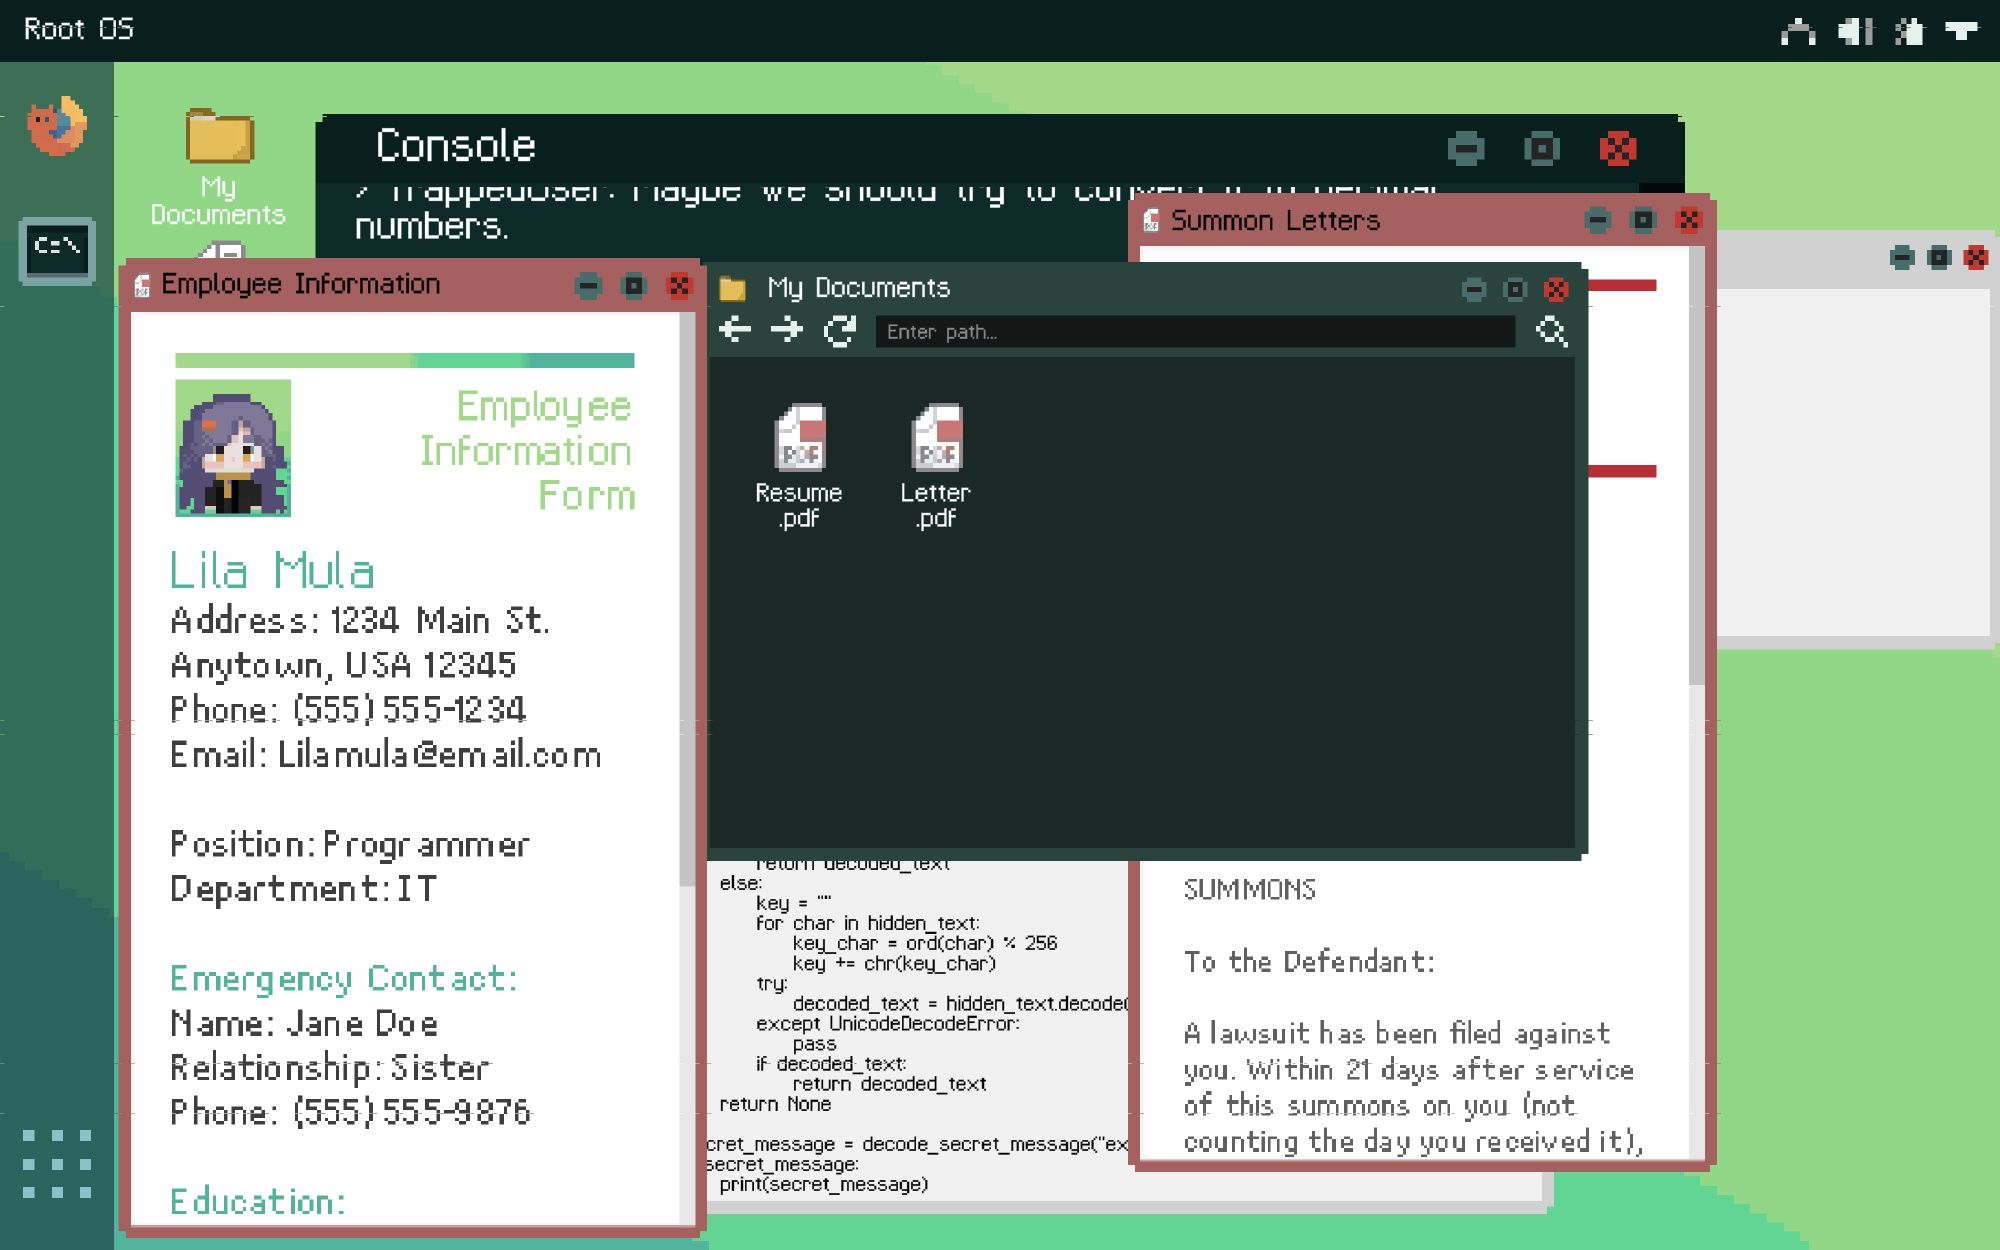 Root OS
My
Documents
C:\
Console
> TrappedUser: Maybe we should try to convert it to decimal
numbers.
Summon Letters
Employee Information
My Documents
Enter path...
Resume
.pdf
Letter
.pdf
Employee
Information
Form
Lila Mula
Address: 1234 Main St.
Anytown, USA 12345
Phone: (555) 555-1234
Email: Lilamula@email.com
Position: Programmer
Department: IT
Emergency Contact:
Name: Jane Doe
Relationship: Sister
Phone: (555) 555-9876
Education:
return decoded_text
else:
key = ""
for char in hidden_text:
key_char = ord(char) % 256
key += chr(key_char)
try:
decoded_text = hidden_text.decode(
except UnicodeDecodeError:
pass
if decoded_text:
return decoded_text
return None
cret_message = decode_secret_message("ex
secret_message:
print(secret_message)
SUMMONS
To the Defendant:
A lawsuit has been filed against
you. Within 21 days after service
of this summons on you (not
counting the day you received it),